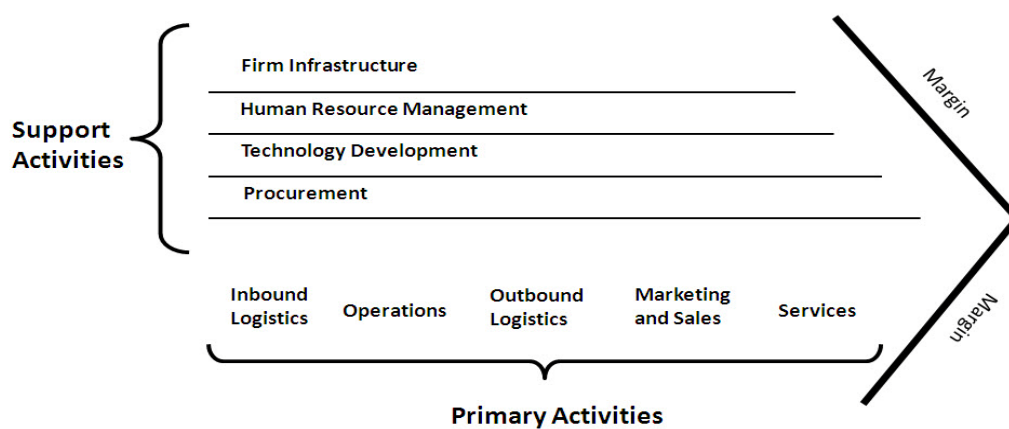 Firm Infrastructure
Human Resource Management
Technology Development
Procurement
Support
Activities
Margin
Inbound
Logistics
Operations
Outbound
Logistics
Marketing
and Sales
Services
Margin
Primary Activities